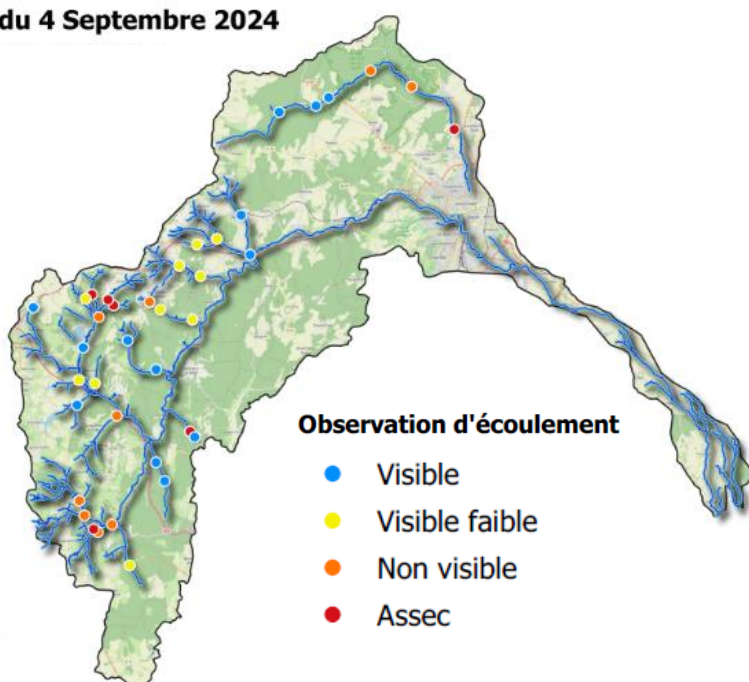 du 4 Septembre 2024
Observation d'écoulement
Visible
Visible faible
Non visible
Assec